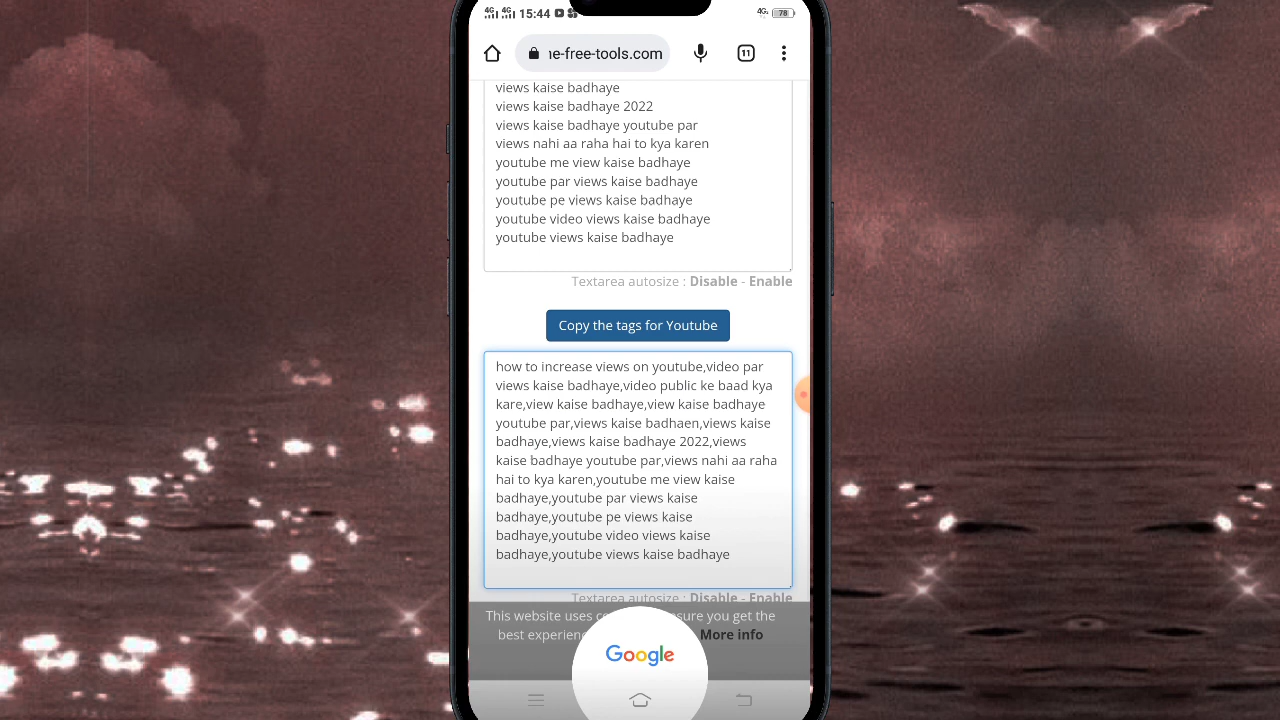 4G 4G 15:44 4G 78
ıe-free-tools.com 11
views kaise badhaye
views kaise badhaye 2022
views kaise badhaye youtube par
views nahi aa raha hai to kya karen
youtube me view kaise badhaye
youtube par views kaise badhaye
youtube pe views kaise badhaye
youtube video views kaise badhaye
youtube views kaise badhaye
Textarea autosize : Disable - Enable
Copy the tags for Youtube
how to increase views on youtube,video par
views kaise badhaye,video public ke baad kya
kare,view kaise badhaye,view kaise badhaye
youtube par,views kaise badhaen,views kaise
badhaye,views kaise badhaye 2022,views
kaise badhaye youtube par,views nahi aa raha
hai to kya karen,youtube me view kaise
badhaye,youtube par views kaise
badhaye,youtube pe views kaise
badhaye,youtube video views kaise
badhaye,youtube views kaise badhaye
Textarea autosize : Disable - Enable
This website uses sure you get the
best More info
Google